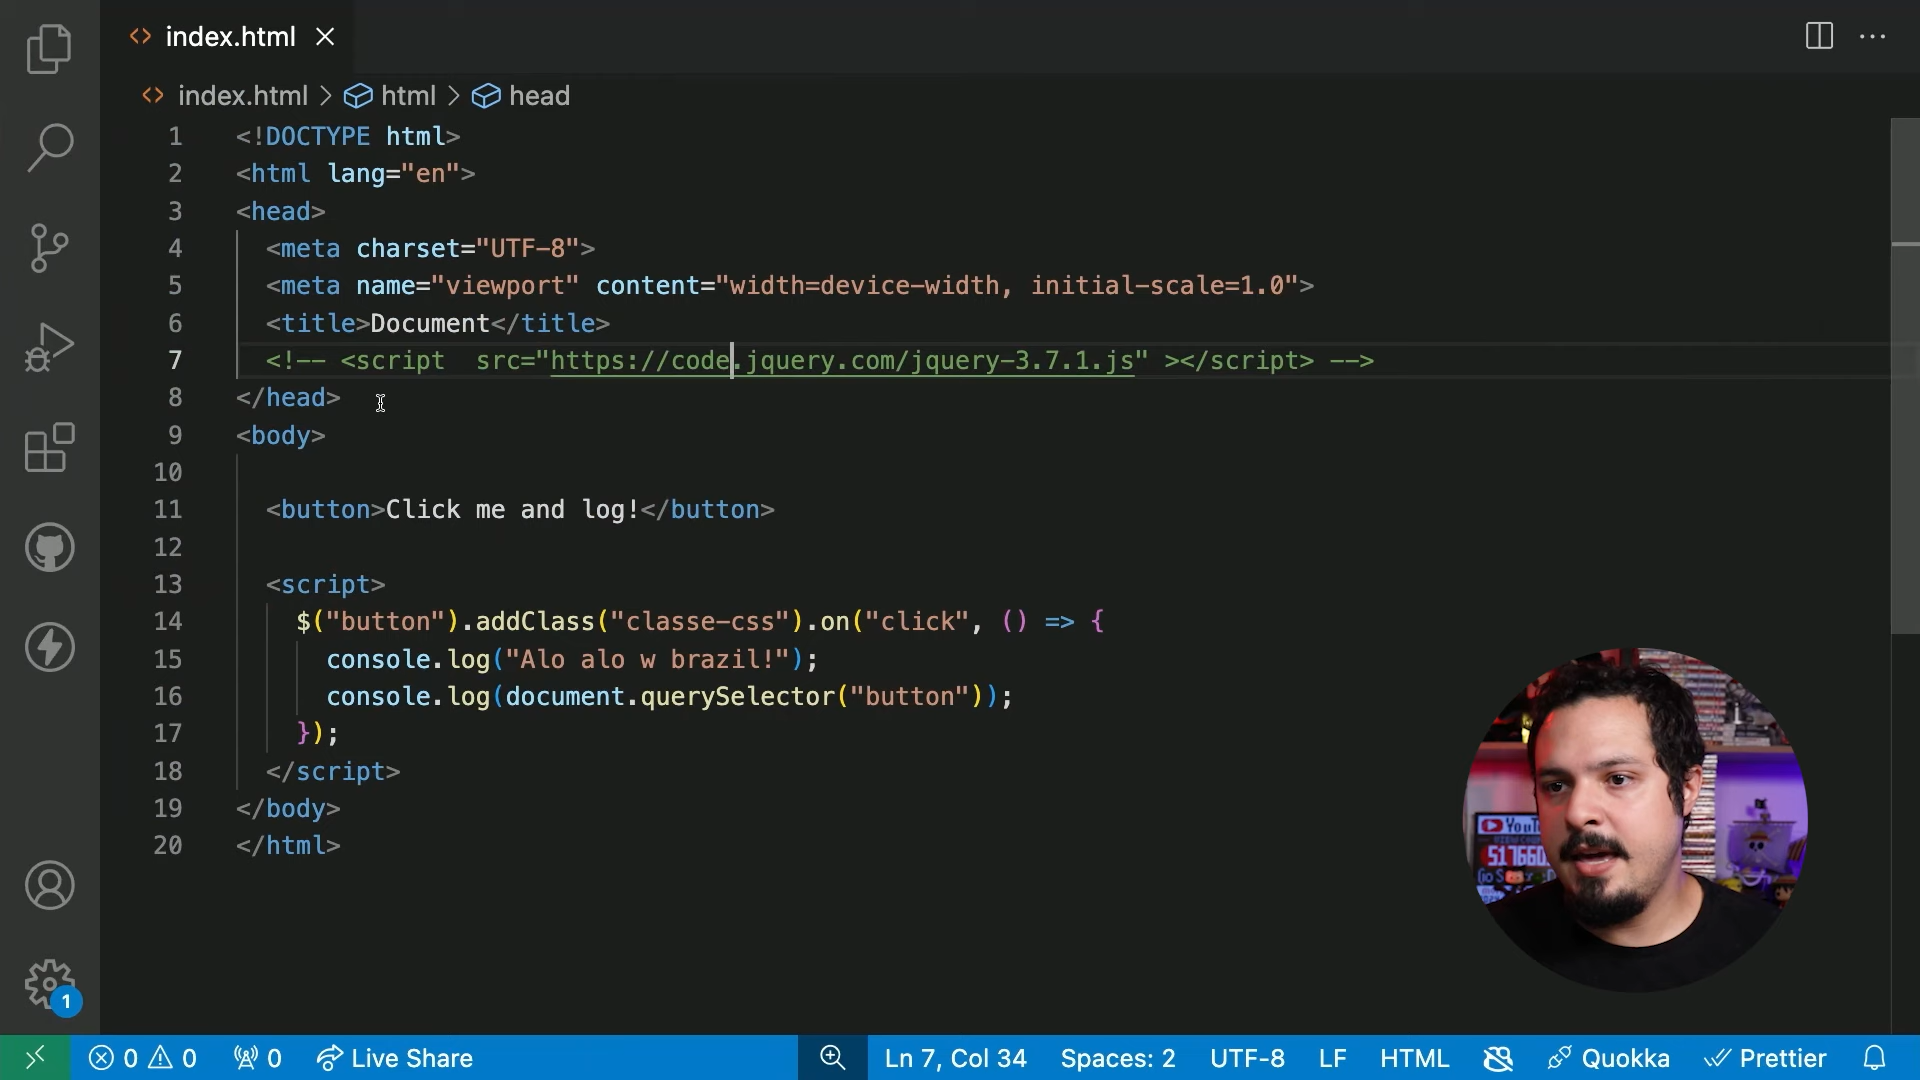 index.html
index.html > html > head
1 <!DOCTYPE html>
2 <html lang="en">
3 <head>
4 <meta charset="UTF-8">
5 <meta name="viewport" content="width=device-width, initial-scale=1.0">
6 <title>Document</title>
7 <!-- <script  src="https://code.jquery.com/jquery-3.7.1.js" ></script> -->
8 </head>
9 <body>
10
11 <button>Click me and log!</button>
12
13 <script>
14 $("button").addClass("classe-css").on("click", () => {
15 console.log("Alo alo w brazil!");
16 console.log(document.querySelector("button"));
17 });
18 </script>
19 </body>
20 </html>
1
0 0 0 Live Share Ln 7, Col 34 Spaces: 2 UTF-8 LF HTML Quokka Prettier